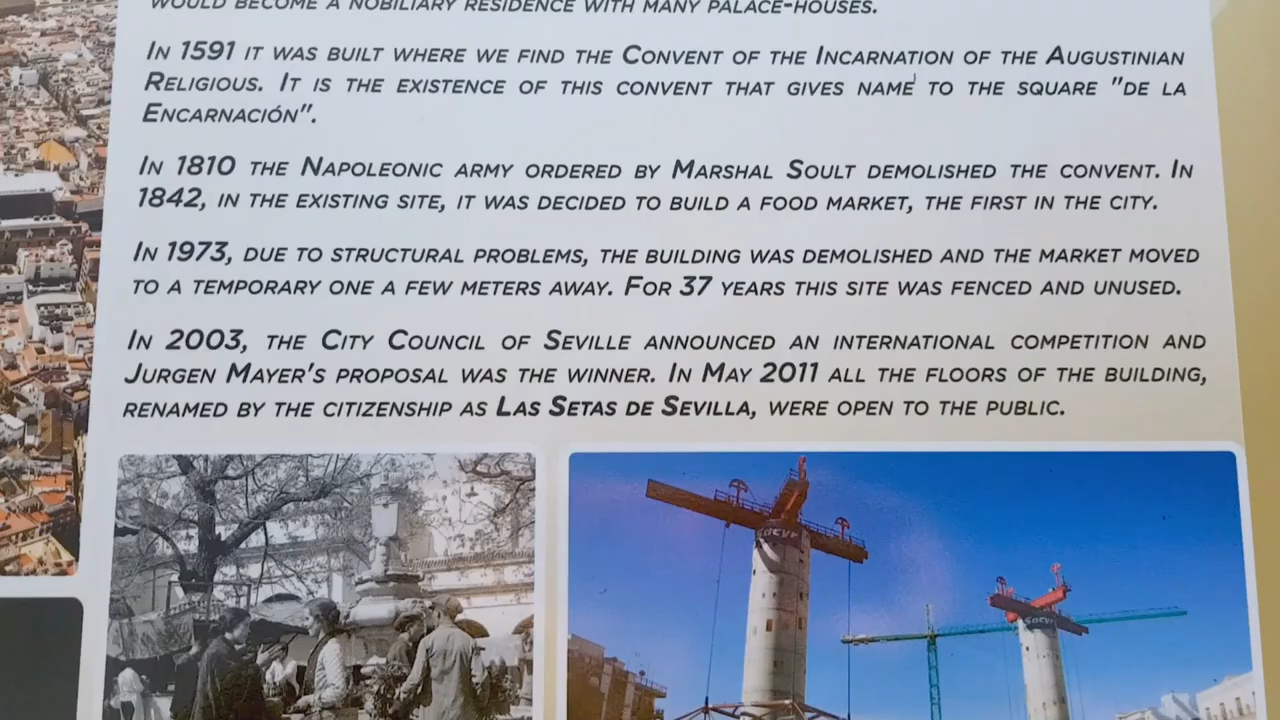 WOULD BECOME A NOBILIARY RESIDENCE WITH MANY PALACE-HOUSES.
IN 1591 IT WAS BUILT WHERE WE FIND THE CONVENT OF THE INCARNATION OF THE AUGUSTINIAN
RELIGIOUS. IT IS THE EXISTENCE OF THIS CONVENT THAT GIVES NAME TO THE SQUARE "DE LA
ENCARNACIÓN".
IN 1810 THE NAPOLEONIC ARMY ORDERED BY MARSHAL SOULT DEMOLISHED THE CONVENT. IN
1842, IN THE EXISTING SITE, IT WAS DECIDED TO BUILD A FOOD MARKET, THE FIRST IN THE CITY.
IN 1973, DUE TO STRUCTURAL PROBLEMS, THE BUILDING WAS DEMOLISHED AND THE MARKET MOVED
TO A TEMPORARY ONE A FEW METERS AWAY. FOR 37 YEARS THIS SITE WAS FENCED AND UNUSED.
IN 2003, THE CITY COUNCIL OF SEVILLE ANNOUNCED AN INTERNATIONAL COMPETITION AND
JURGEN MAYER'S PROPOSAL WAS THE WINNER. IN MAY 2011 ALL THE FLOORS OF THE BUILDING,
RENAMED BY THE CITIZENSHIP AS LAS SETAS DE SEVILLA, WERE OPEN TO THE PUBLIC.